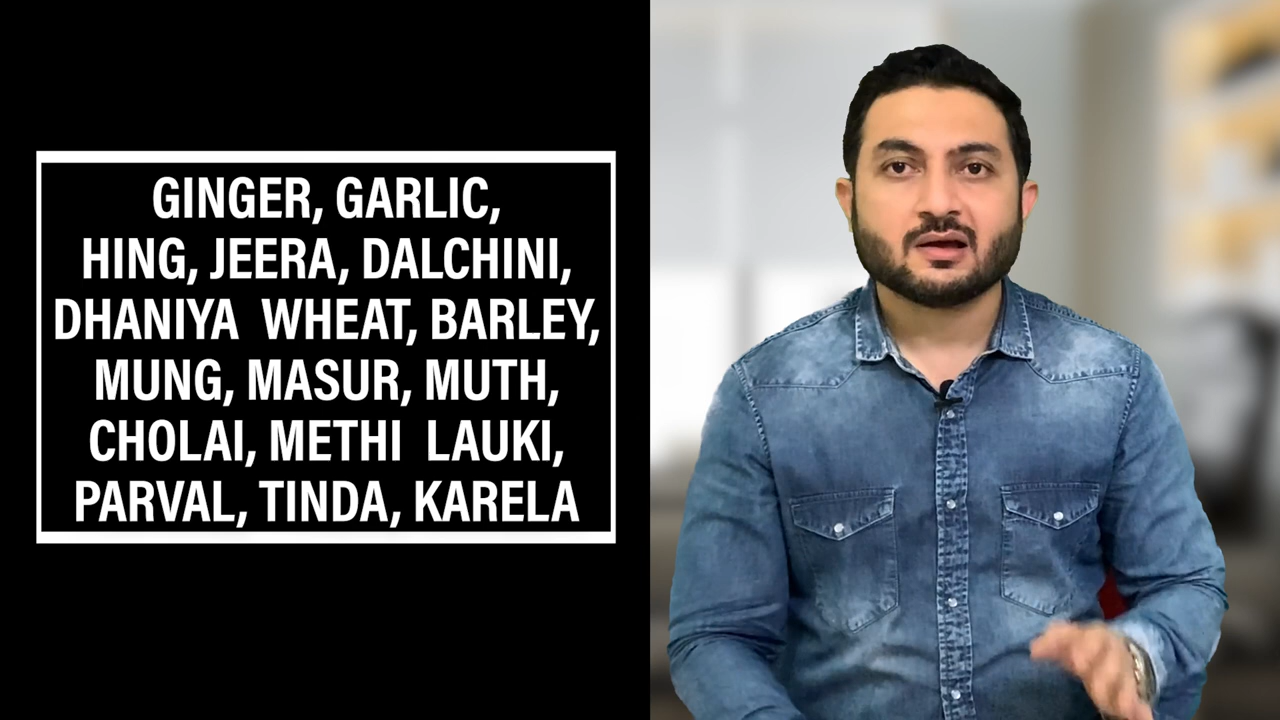 GINGER, GARLIC,
HING, JEERA, DALCHINI,
DHANIYA  WHEAT, BARLEY,
MUNG, MASUR, MUTH,
CHOLAI, METHI  LAUKI,
PARVAL, TINDA, KARELA